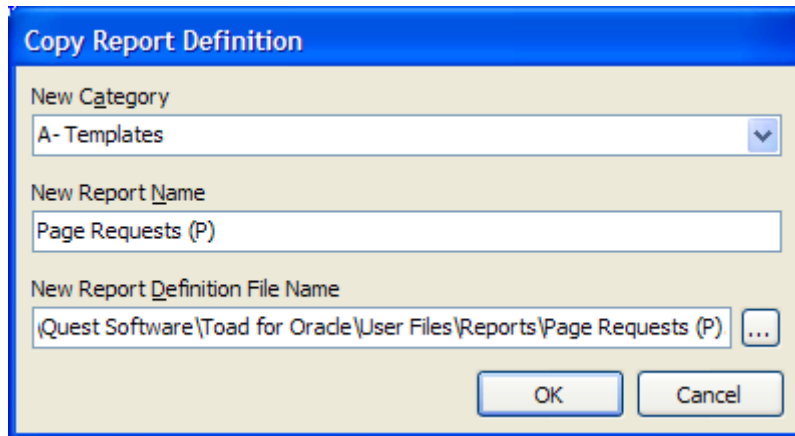 Copy Report Definition
New Category
A- Templates
New Report Name
Page Requests (P)
New Report Definition File Name
\Quest Software\Toad for Oracle\User Files\Reports\Page Requests (P)
...
OK
Cancel